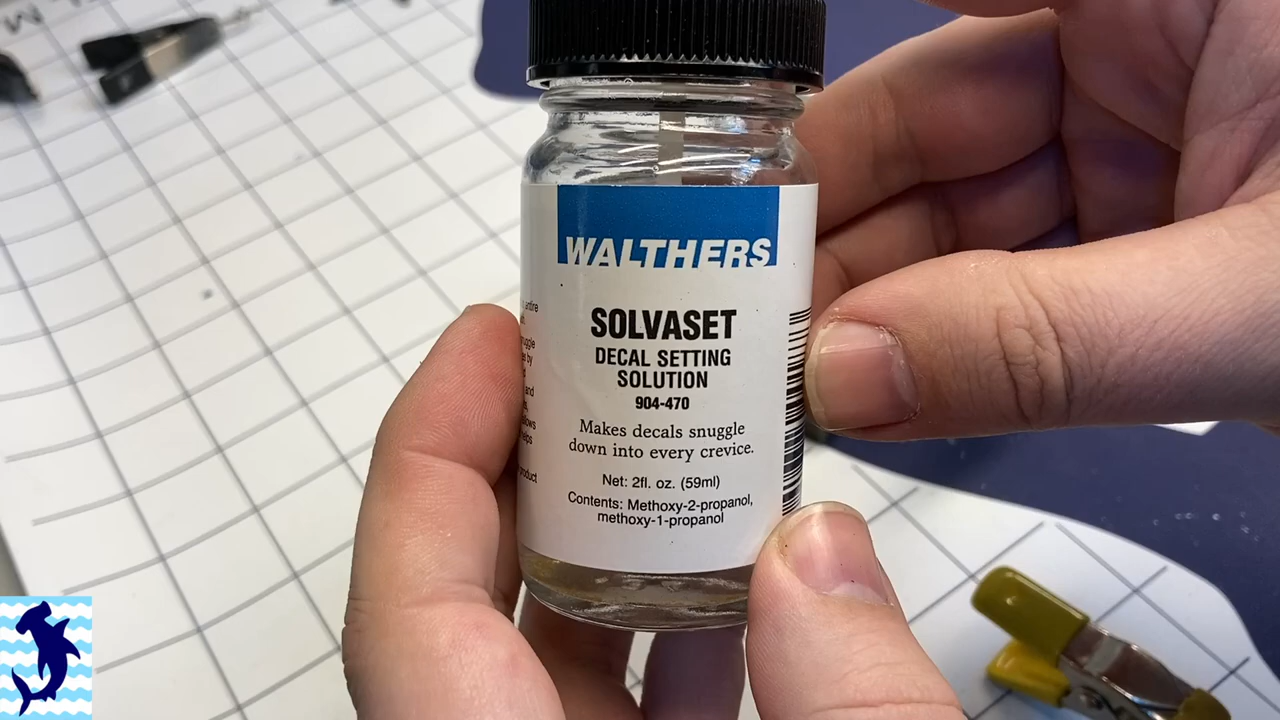 WALTHERS
SOLVASET
DECAL SETTING
SOLUTION
904-470
Makes decals snuggle
down into every crevice.
Net: 2fl. oz. (59ml)
Contents: Methoxy-2-propanol,
methoxy-1-propanol
product